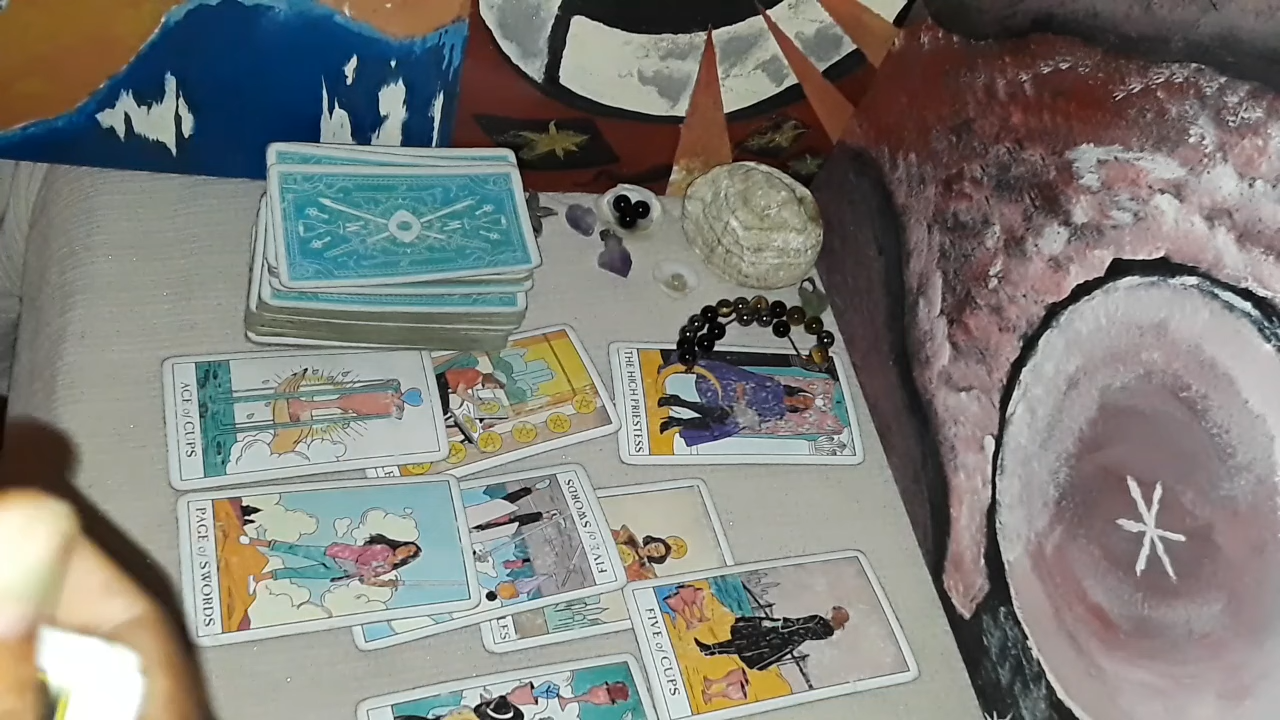 ACE of CUPS
THE HIGH PRIESTESS
PAGE of SWORDS
FIVE of SWORDS
FIVE of CUPS